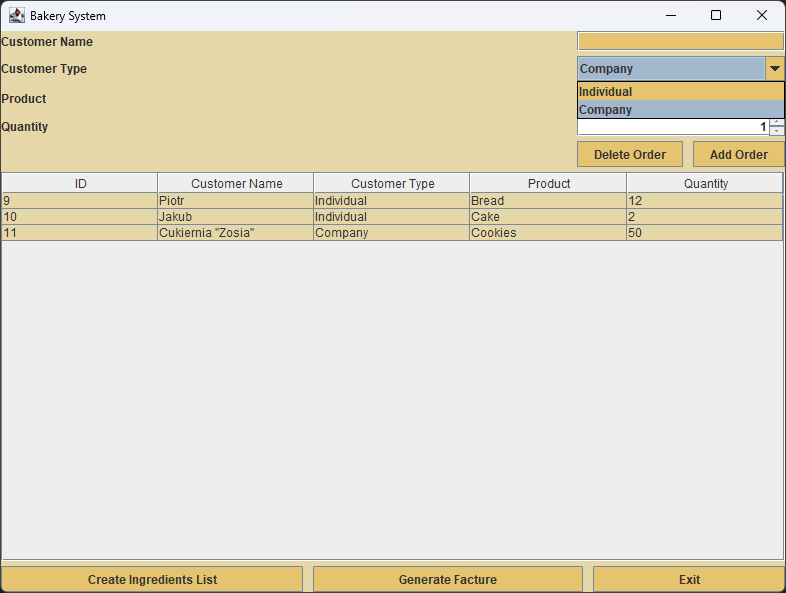 Bakery System
Customer Name
Customer Type Company
Individual
Product
Company
Quantity 1
Delete Order Add Order
ID Customer Name Customer Type Product Quantity
9 Piotr Individual Bread 12
10 Jakub Individual Cake 2
11 Cukiernia "Zosia" Company Cookies 50
Create Ingredients List Generate Facture Exit